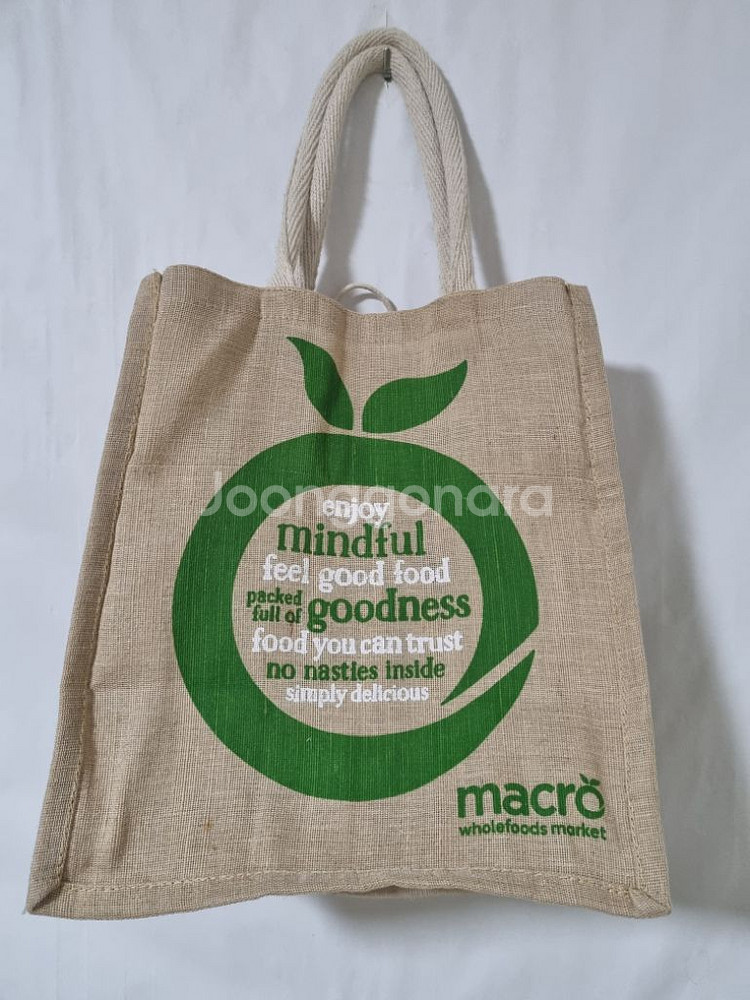 Joonggonara
enjoy
mindful
feel good food
packed
full of goodness
food you can trust
no nasties inside
simply delicious
macro
wholefoods market